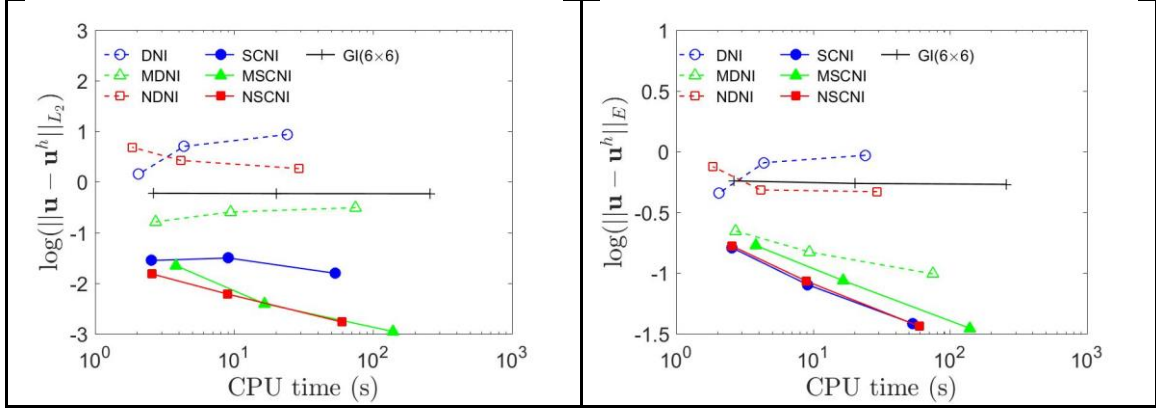 3
2
1
0
-1
-2
-3
log(||u − u^h||_{L_2})
DNI
MDNI
NDNI
SCNI
MSCNI
NSCNI
GI(6×6)
10^0
10^1
10^2
10^3
CPU time (s)
1
0.5
0
-0.5
-1
-1.5
log(||u − u^h||_E)
DNI
MDNI
NDNI
SCNI
MSCNI
NSCNI
GI(6×6)
10^0
10^1
10^2
10^3
CPU time (s)